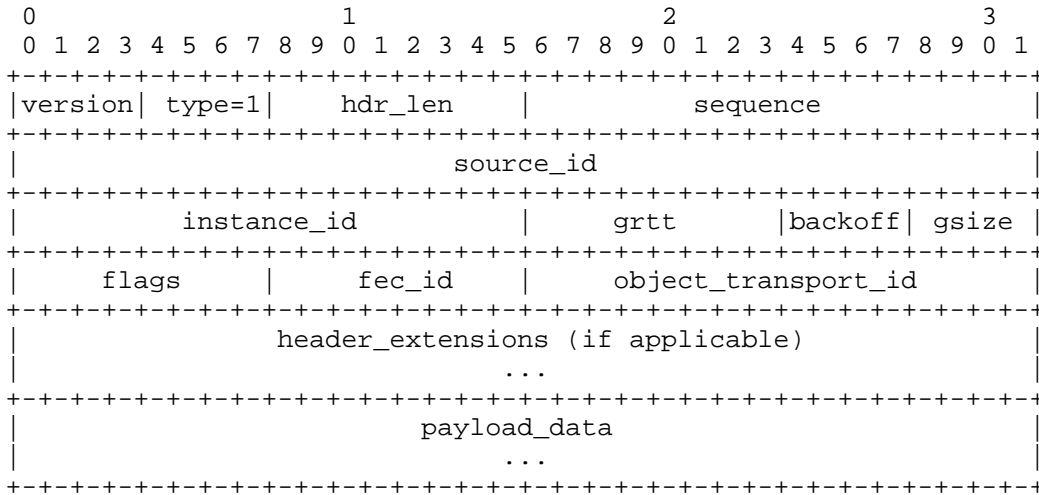 0                   1                   2                   3
 0 1 2 3 4 5 6 7 8 9 0 1 2 3 4 5 6 7 8 9 0 1 2 3 4 5 6 7 8 9 0 1
+-+-+-+-+-+-+-+-+-+-+-+-+-+-+-+-+-+-+-+-+-+-+-+-+-+-+-+-+-+-+-+-+
|version| type=1|    hdr_len    |          sequence             |
+-+-+-+-+-+-+-+-+-+-+-+-+-+-+-+-+-+-+-+-+-+-+-+-+-+-+-+-+-+-+-+-+
|                           source_id                           |
+-+-+-+-+-+-+-+-+-+-+-+-+-+-+-+-+-+-+-+-+-+-+-+-+-+-+-+-+-+-+-+-+
|          instance_id          |     grtt      |backoff| gsize |
+-+-+-+-+-+-+-+-+-+-+-+-+-+-+-+-+-+-+-+-+-+-+-+-+-+-+-+-+-+-+-+-+
|     flags     |     fec_id    |     object_transport_id       |
+-+-+-+-+-+-+-+-+-+-+-+-+-+-+-+-+-+-+-+-+-+-+-+-+-+-+-+-+-+-+-+-+
|                header_extensions (if applicable)              |
|                              ...                              |
+-+-+-+-+-+-+-+-+-+-+-+-+-+-+-+-+-+-+-+-+-+-+-+-+-+-+-+-+-+-+-+-+
|                         payload_data                          |
|                              ...                              |
+-+-+-+-+-+-+-+-+-+-+-+-+-+-+-+-+-+-+-+-+-+-+-+-+-+-+-+-+-+-+-+-+